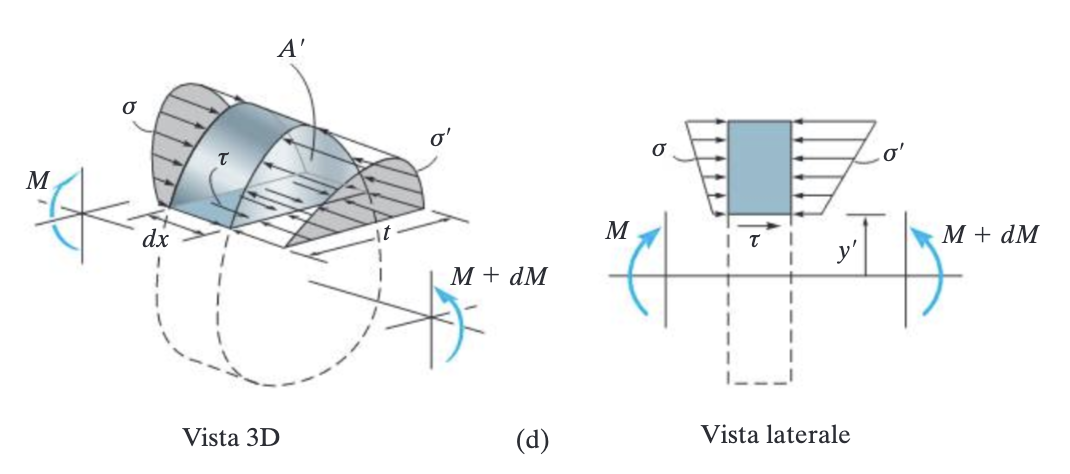 A'
σ
σ'
τ
M
dx
t
M + dM
σ
σ'
M
τ
y'
M + dM
Vista 3D
(d)
Vista laterale